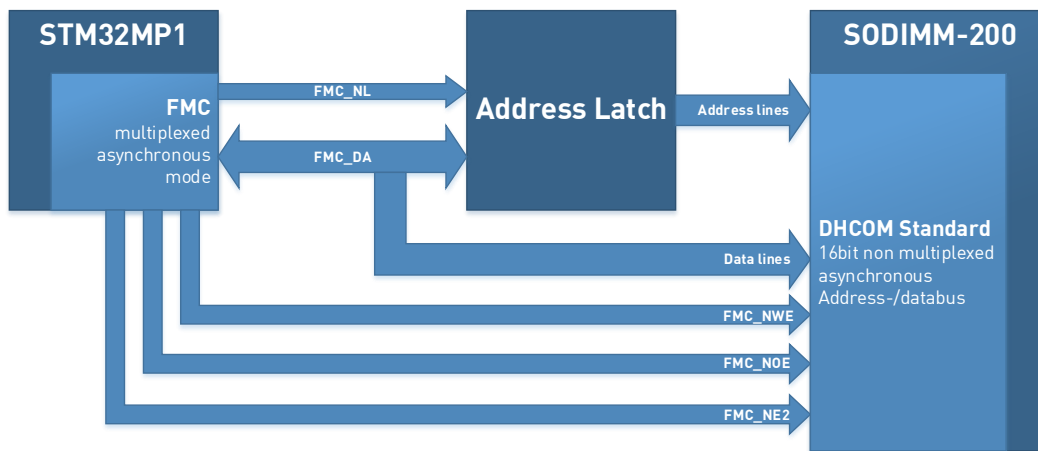 STM32MP1
FMC
multiplexed
asynchronous
mode
FMC_NL
FMC_DA
Address Latch
Address lines
SODIMM-200
DHCOM Standard
16bit non multiplexed
asynchronous
Address-/databus
Data lines
FMC_NWE
FMC_NOE
FMC_NE2